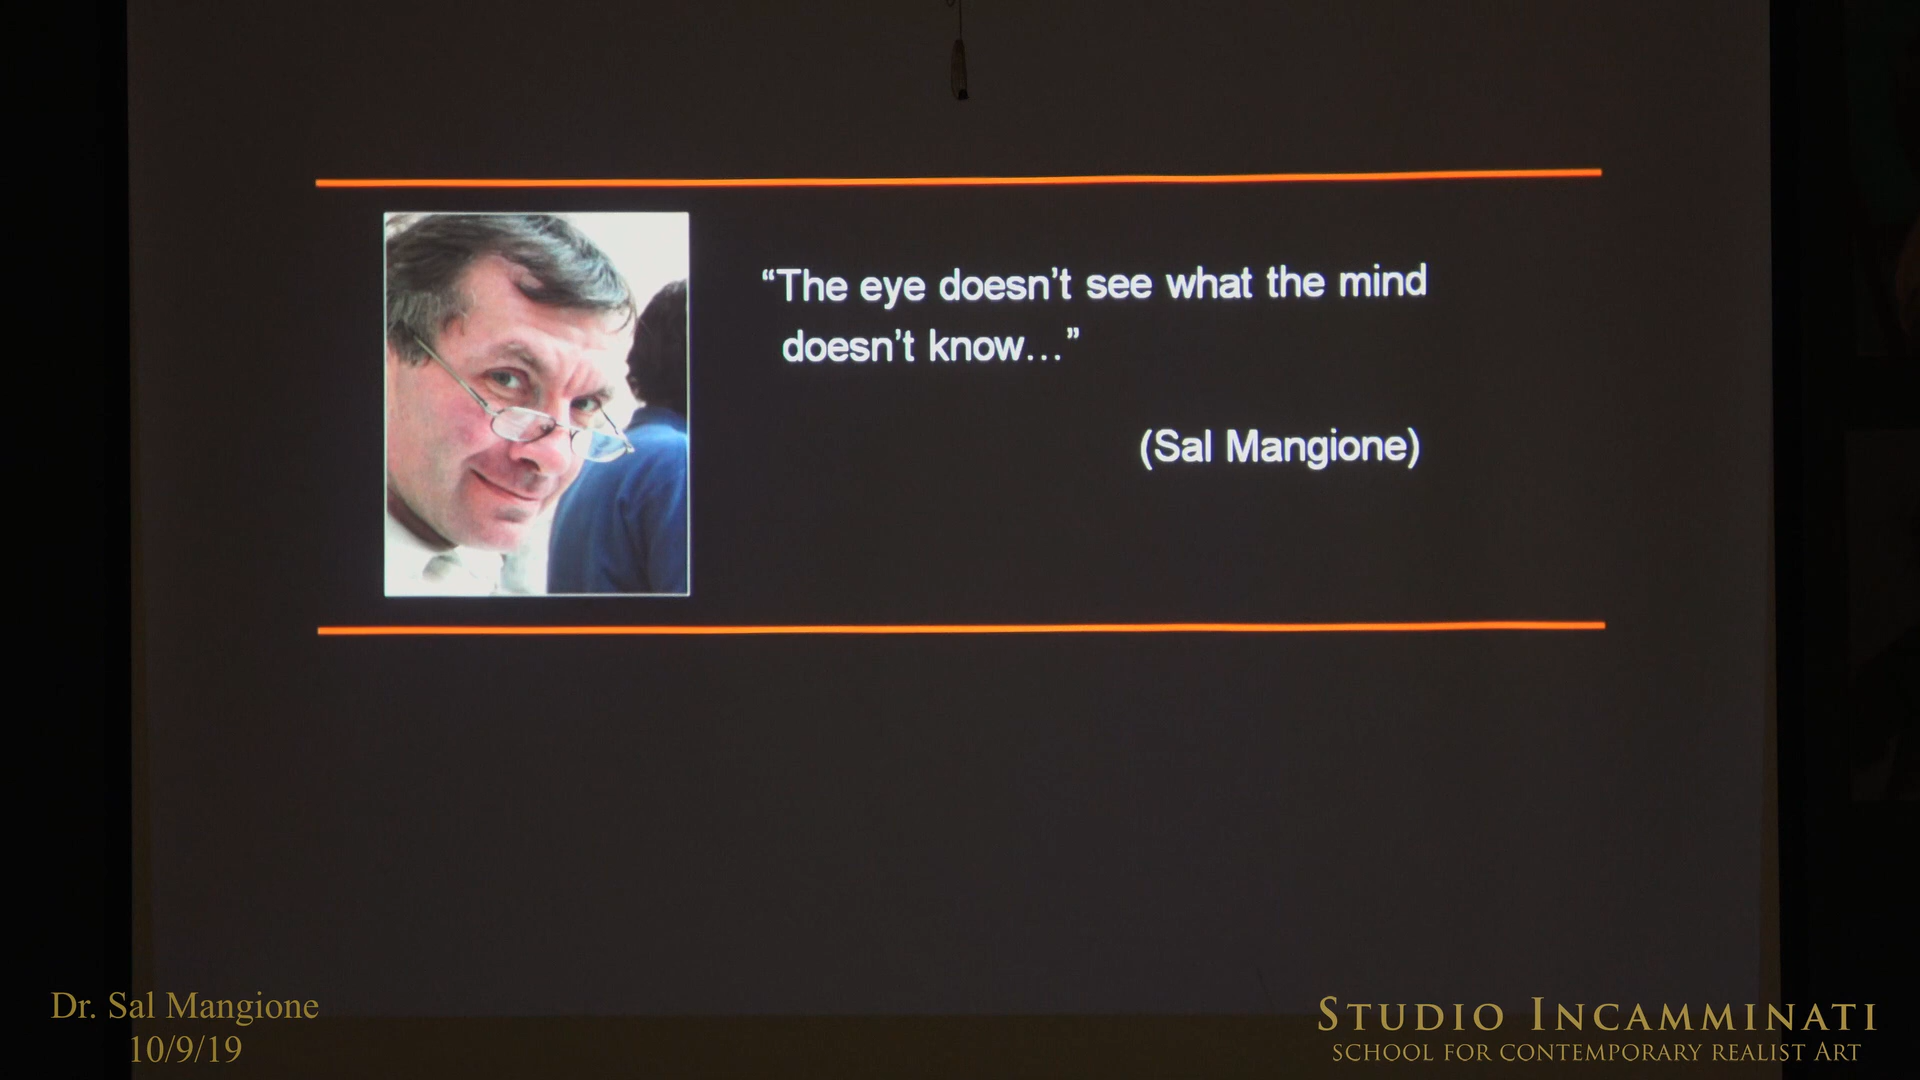 “The eye doesn’t see what the mind
doesn’t know…”
(Sal Mangione)
Dr. Sal Mangione
10/9/19
STUDIO INCAMMINATI
SCHOOL FOR CONTEMPORARY REALIST ART